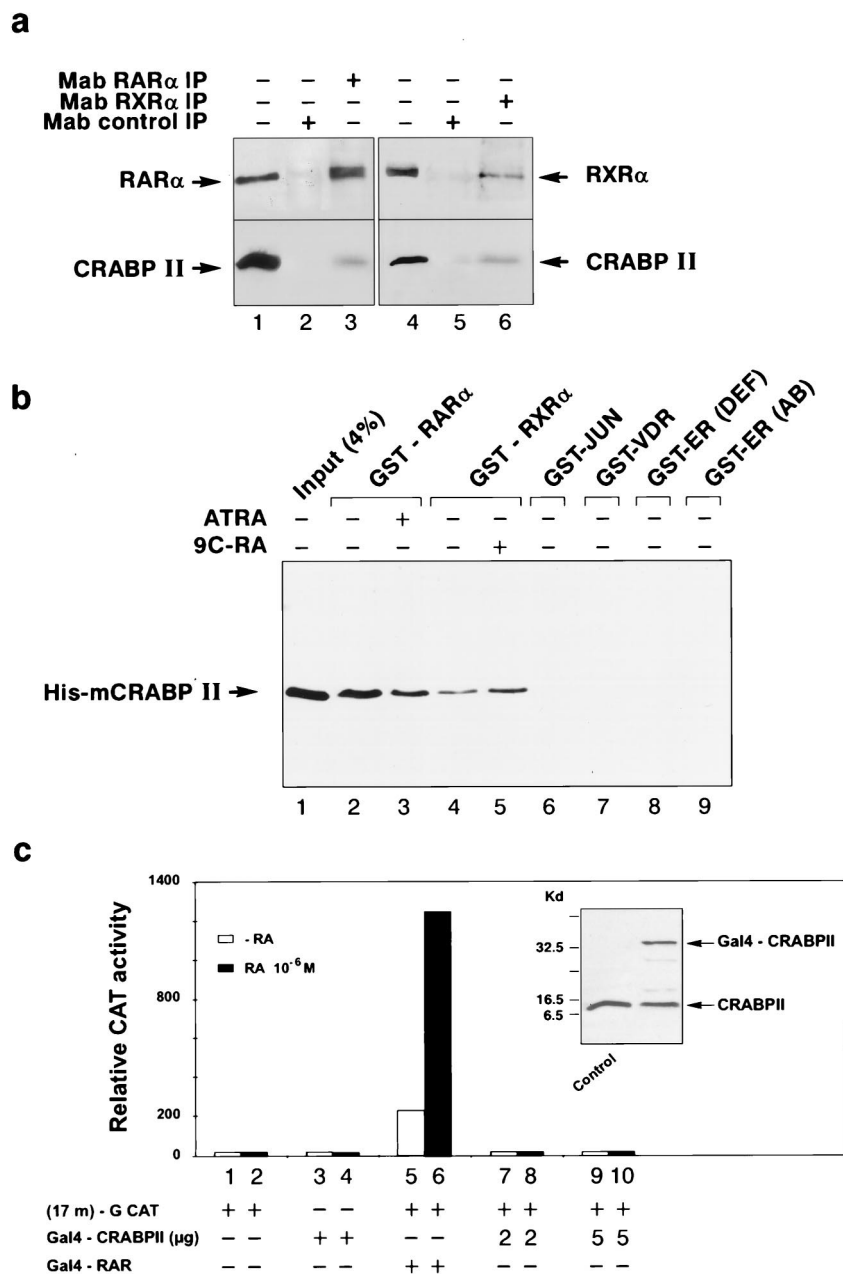 a
Mab RARα IP – – + – – –
Mab RXRα IP – – – – – +
Mab control IP – + – – + –
RARα RXRα
CRABP II CRABP II
1 2 3 4 5 6
b
Input (4%) GST - RARα GST - RXRα GST-JUN GST-VDR GST-ER (DEF) GST-ER (AB)
ATRA – – + – – – – – –
9C-RA – – – – + – – – –
His-mCRABP II
1 2 3 4 5 6 7 8 9
c
Relative CAT activity
1400
800
200
0
- RA
RA 10⁻⁶ M
Kd
32.5
16.5
6.5
Gal4 - CRABPII
CRABPII
Control
1 2 3 4 5 6 7 8 9 10
(17 m) - G CAT + + – – + + + + + +
Gal4 - CRABPII (µg) – – + + – – 2 2 5 5
Gal4 - RAR – – – – + + – – – –